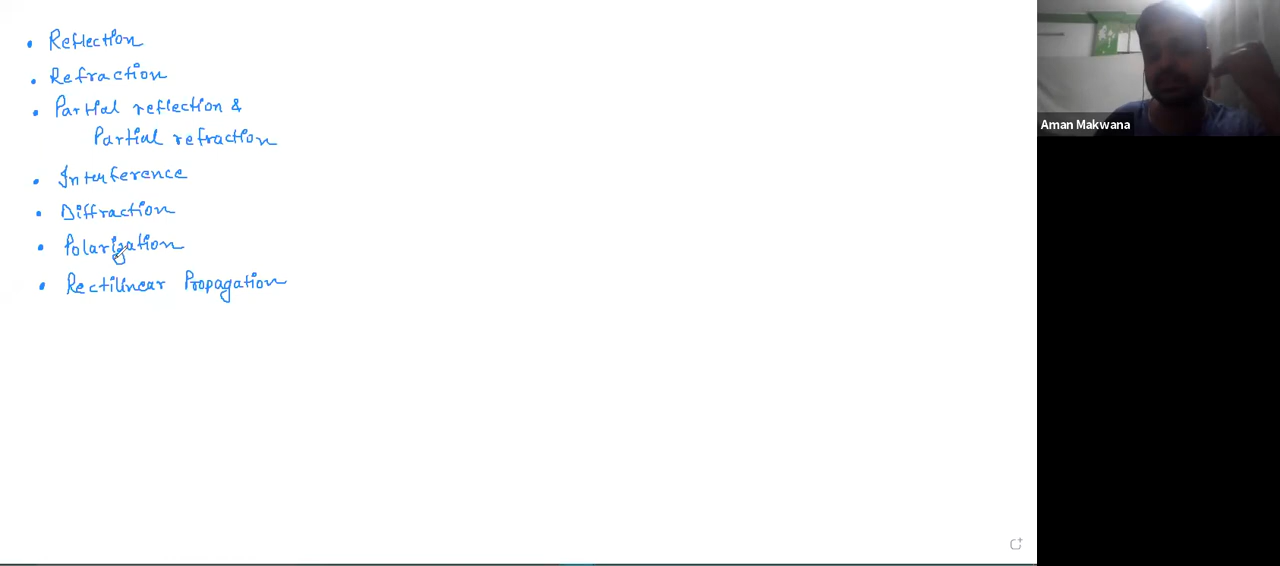 • Reflection
• Refraction
• Partial reflection &
Partial refraction
• Interference
• Diffraction
• Polarization
• Rectilinear Propagation
Aman Makwana